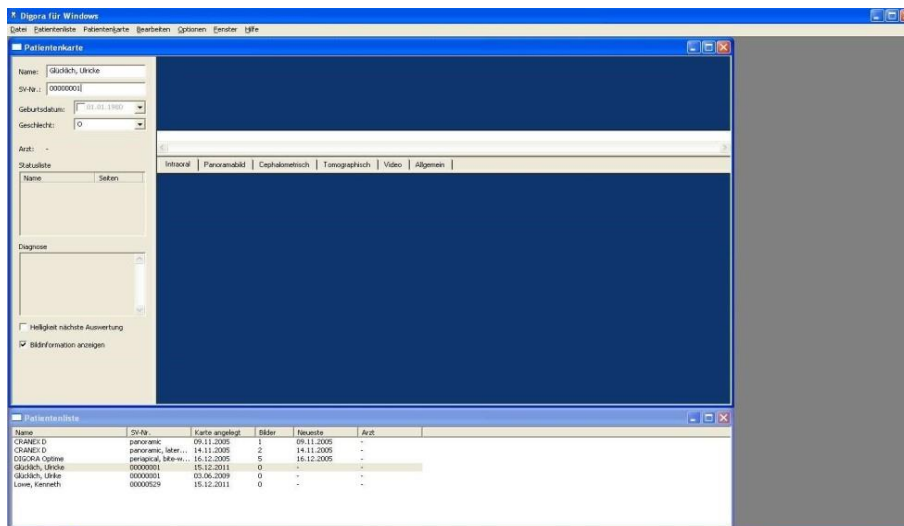 Digora für Windows
Datei Patientenliste Patientenkarte Bearbeiten Optionen Fenster Hilfe
Patientenkarte
Name: Glücklich, Ulricke
SV-Nr.: 00000001
Geburtsdatum: 01.01.1980
Geschlecht: O
Arzt: -
Intraoral Panoramabild Cephalometrisch Tomographisch Video Allgemein
Statusliste
Name Seiten
Diagnose
Helligkeit nächste Auswertung
Bildinformation anzeigen
Patientenliste
Name SV-Nr. Karte angelegt Bilder Neueste Arzt
CRANEX D panoramic 09.11.2005 1 09.11.2005 -
CRANEX D panoramic, later... 14.11.2005 2 14.11.2005 -
DIGORA Optime periapical, bite-w... 16.12.2005 5 16.12.2005 -
Glücklich, Ulricke 00000001 15.12.2011 0 - -
Glücklich, Ulrike 00000001 03.06.2009 0 - -
Lowe, Kenneth 00000529 15.12.2011 0 - -